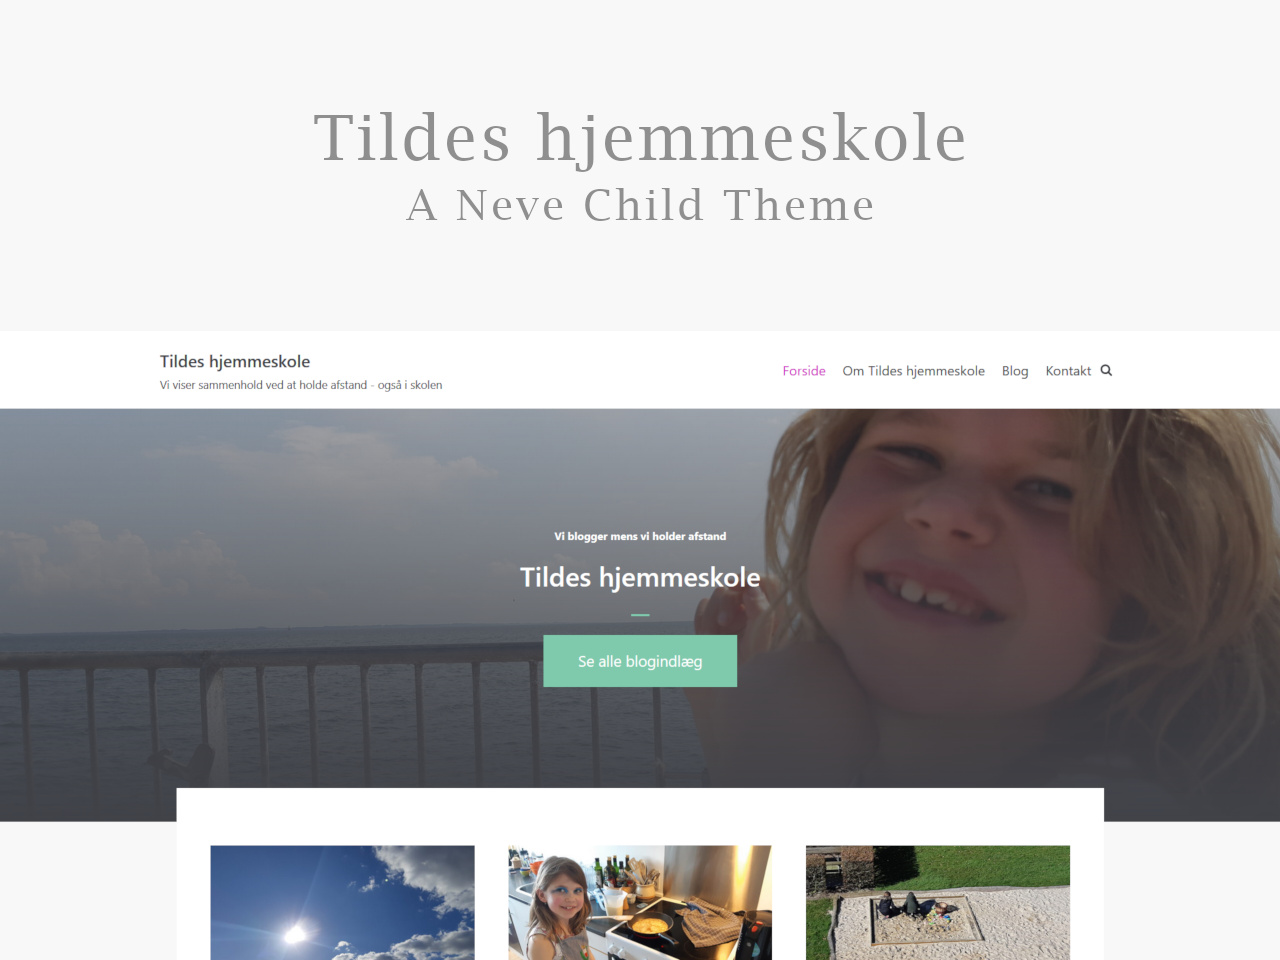 Tildes hjemmeskole
A Neve Child Theme
Tildes hjemmeskole
Vi viser sammenhold ved at holde afstand - også i skolen
Forside Om Tildes hjemmeskole Blog Kontakt
Vi blogger mens vi holder afstand
Tildes hjemmeskole
Se alle blogindlæg